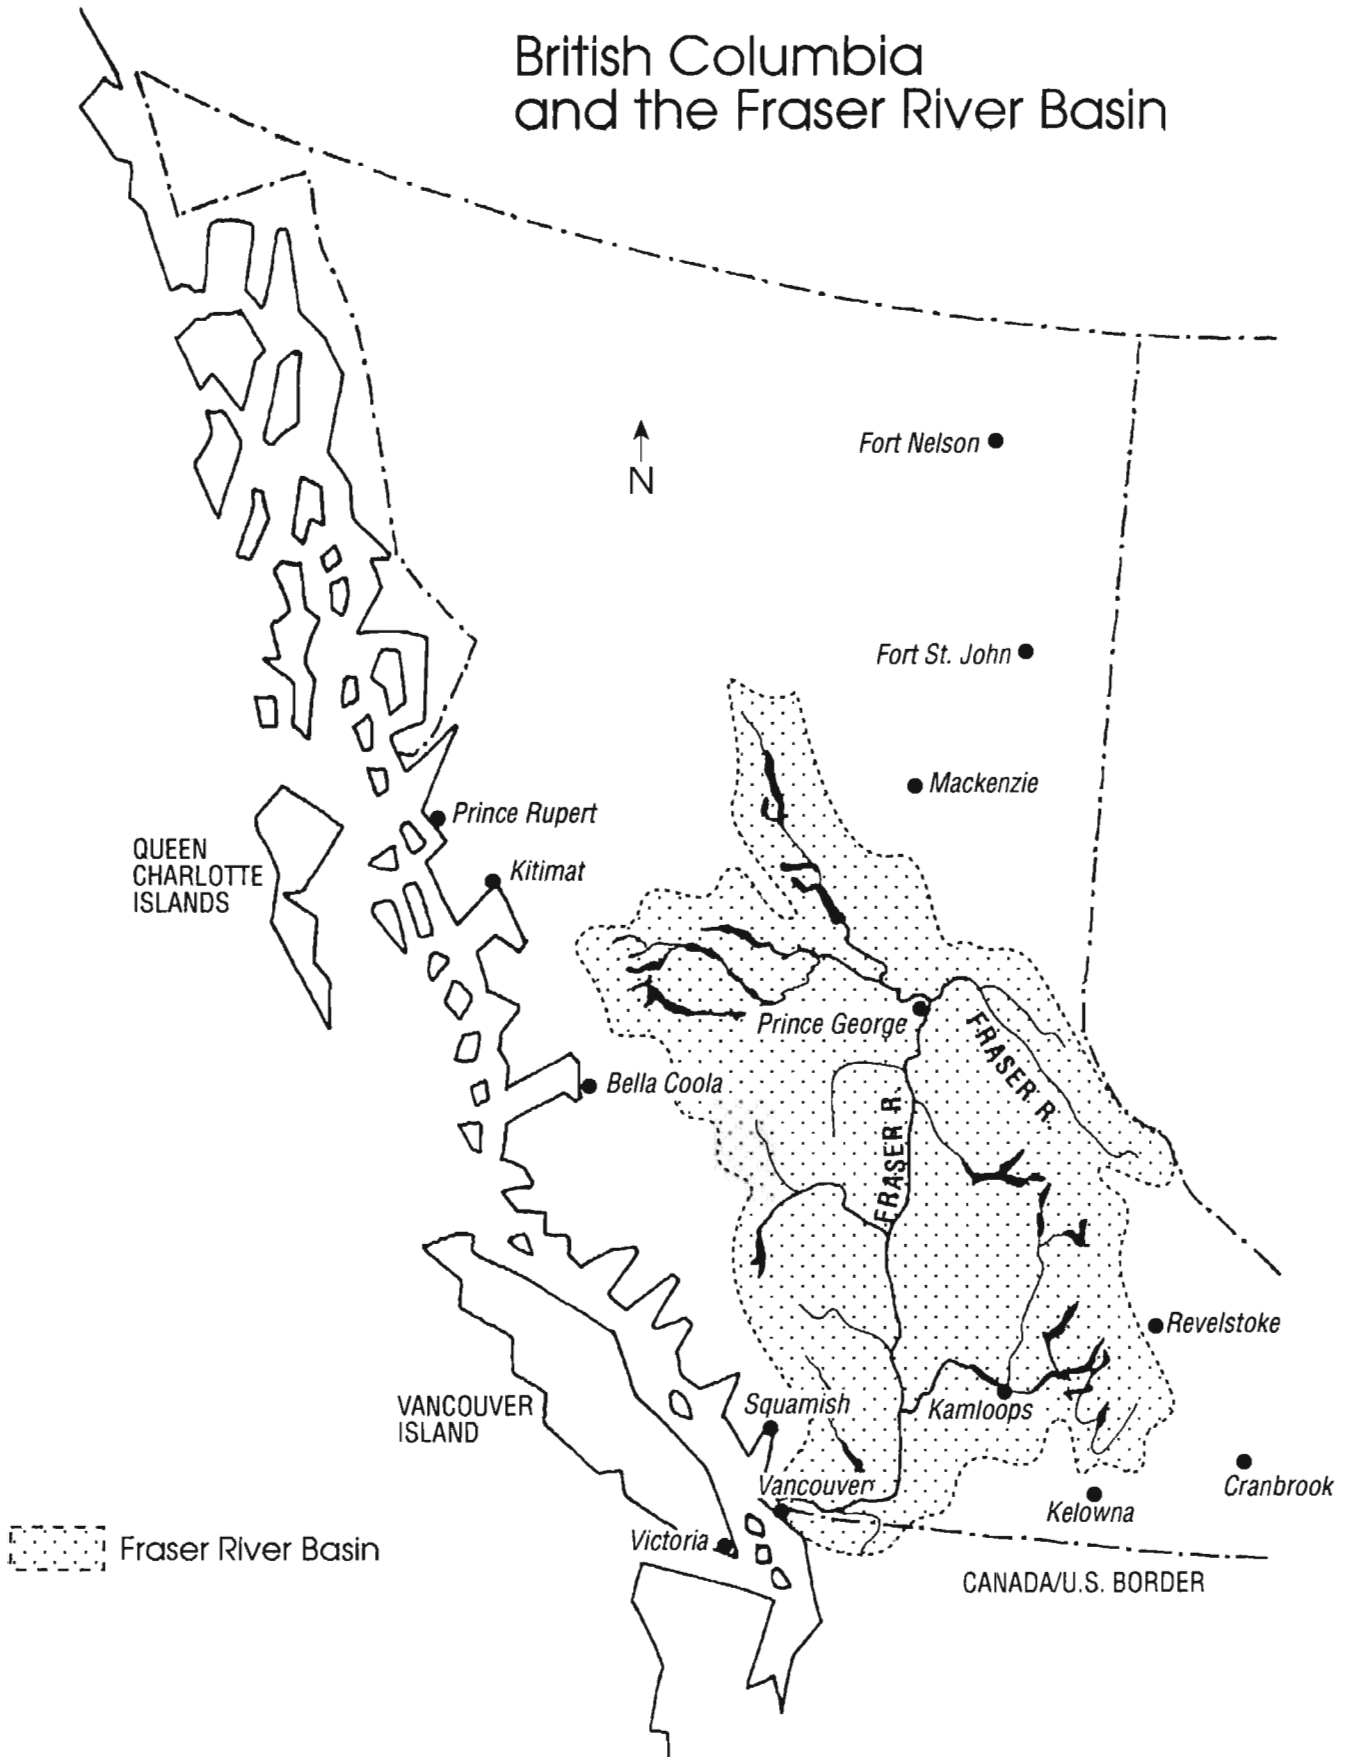 British Columbia
and the Fraser River Basin
Fort Nelson
N
Fort St. John
Mackenzie
Prince Rupert
QUEEN
CHARLOTTE
ISLANDS
Kitimat
Prince George
FRASER R.
Bella Coola
FRASER R.
Revelstoke
VANCOUVER
ISLAND
Squamish
Kamloops
Vancouver
Cranbrook
Kelowna
Victoria
Fraser River Basin
CANADA/U.S. BORDER